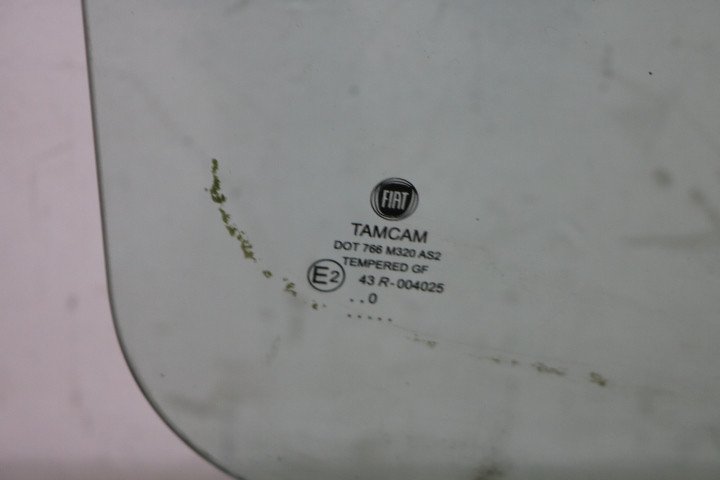 FIAT
TAMCAM
DOT 766 M320 AS2
TEMPERED GF
E2 43 R-004025
..0
.....